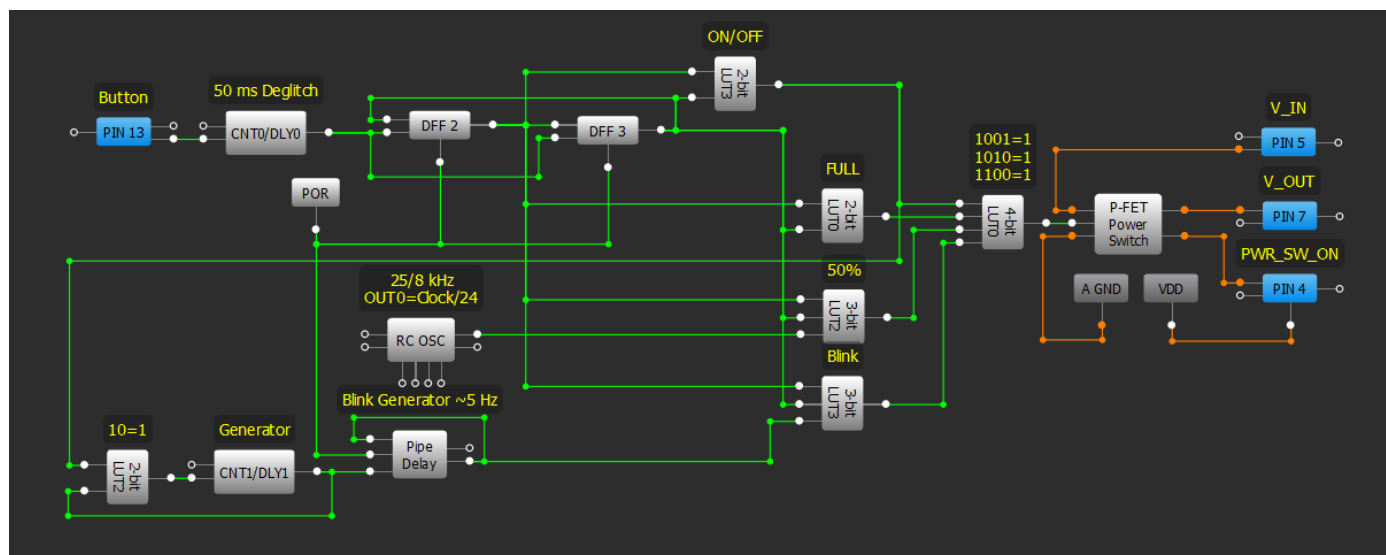 ON/OFF
2-bit
LUT3
Button
PIN 13
50 ms Deglitch
CNT0/DLY0
DFF 2
DFF 3
POR
FULL
2-bit
LUT0
1001=1
1010=1
1100=1
4-bit
LUT0
P-FET
Power
Switch
V_IN
PIN 5
V_OUT
PIN 7
PWR_SW_ON
PIN 4
A GND
VDD
25/8 kHz
OUT0=Clock/24
RC OSC
50%
3-bit
LUT2
Blink
3-bit
LUT3
Blink Generator ~5 Hz
Pipe
Delay
10=1
2-bit
LUT2
Generator
CNT1/DLY1